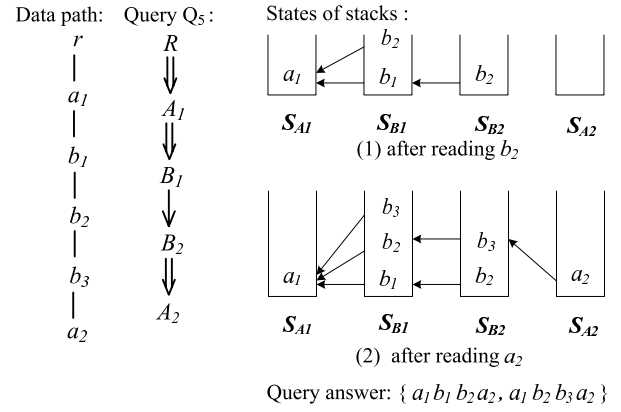 Data path: Query Q5 : States of stacks :
r R
a1 A1
b1 B1
b2 B2
b3 A2
a2
b2
a1 b1 b2
SA1 SB1 SB2 SA2
(1) after reading b2
b3
b2 b3
a1 b1 b2 a2
SA1 SB1 SB2 SA2
(2) after reading a2
Query answer: { a1 b1 b2 a2 , a1 b2 b3 a2 }